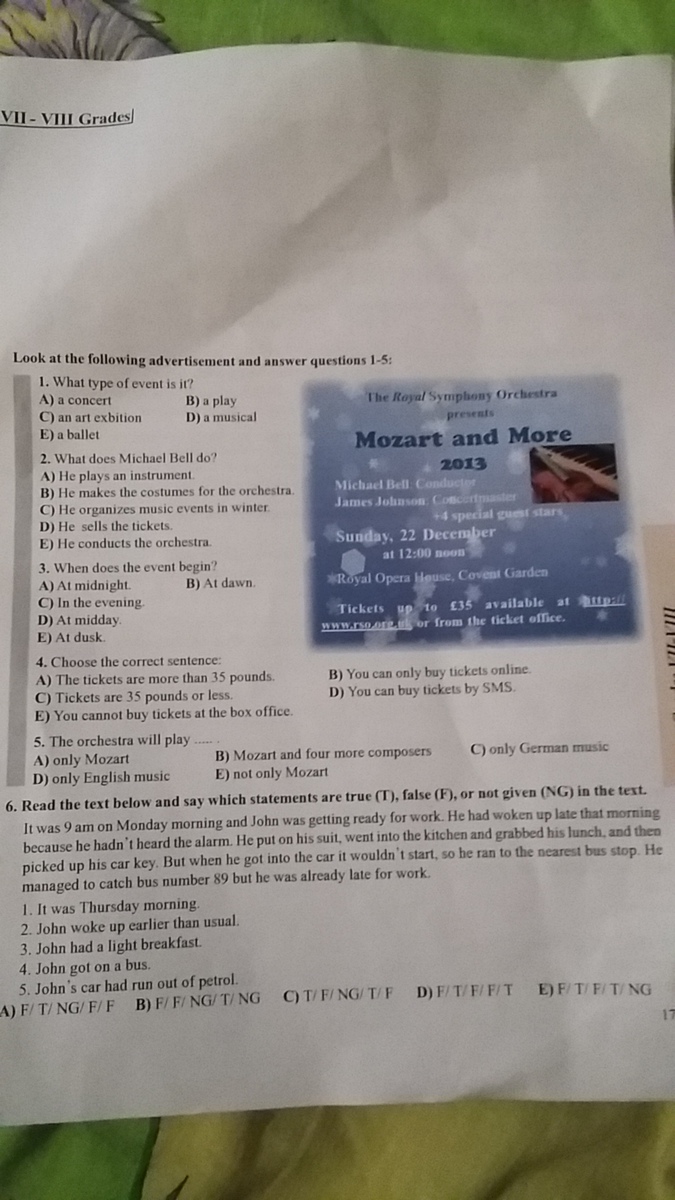 VII - VIII Grades
Look at the following advertisement and answer questions 1-5:
1. What type of event is it?
A) a concert B) a play
C) an art exbition D) a musical
E) a ballet
2. What does Michael Bell do?
A) He plays an instrument.
B) He makes the costumes for the orchestra.
C) He organizes music events in winter.
D) He sells the tickets.
E) He conducts the orchestra.
3. When does the event begin?
A) At midnight. B) At dawn.
C) In the evening.
D) At midday.
E) At dusk.
The Royal Symphony Orchestra
presents
Mozart and More
2013
Michael Bell: Conductor
James Johnson: Concertmaster
+4 special guest stars
Sunday, 22 December
at 12:00 noon
Royal Opera House, Covent Garden
Tickets up to £35 available at http://
www.rso.org.uk or from the ticket office.
4. Choose the correct sentence:
A) The tickets are more than 35 pounds. B) You can only buy tickets online.
C) Tickets are 35 pounds or less. D) You can buy tickets by SMS.
E) You cannot buy tickets at the box office.
5. The orchestra will play ..... .
A) only Mozart B) Mozart and four more composers C) only German music
D) only English music E) not only Mozart
6. Read the text below and say which statements are true (T), false (F), or not given (NG) in the text.
It was 9 am on Monday morning and John was getting ready for work. He had woken up late that morning
because he hadn't heard the alarm. He put on his suit, went into the kitchen and grabbed his lunch, and then
picked up his car key. But when he got into the car it wouldn't start, so he ran to the nearest bus stop. He
managed to catch bus number 89 but he was already late for work.
1. It was Thursday morning.
2. John woke up earlier than usual.
3. John had a light breakfast.
4. John got on a bus.
5. John's car had run out of petrol.
A) F/ T/ NG/ F/ F B) F/ F/ NG/ T/ NG C) T/ F/ NG/ T/ F D) F/ T/ F/ F/ T E) F/ T/ F/ T/ NG
17
VII-VIII